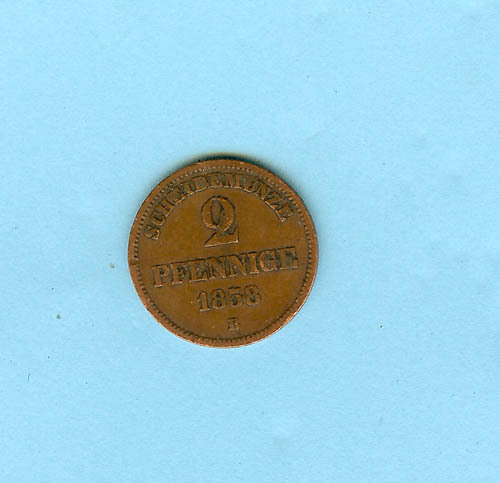 SCHEIDEMÜNZE
2
PFENNIGE
1858
B